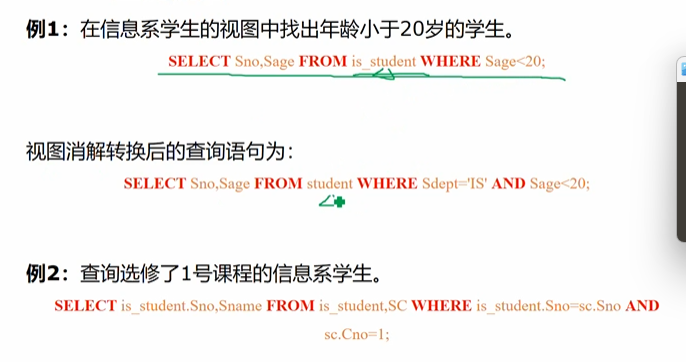 例1：在信息系学生的视图中找出年龄小于20岁的学生。
SELECT Sno,Sage FROM is_student WHERE Sage<20;
视图消解转换后的查询语句为：
SELECT Sno,Sage FROM student WHERE Sdept='IS' AND Sage<20;
例2：查询选修了1号课程的信息系学生。
SELECT is_student.Sno,Sname FROM is_student,SC WHERE is_student.Sno=sc.Sno AND
sc.Cno=1;